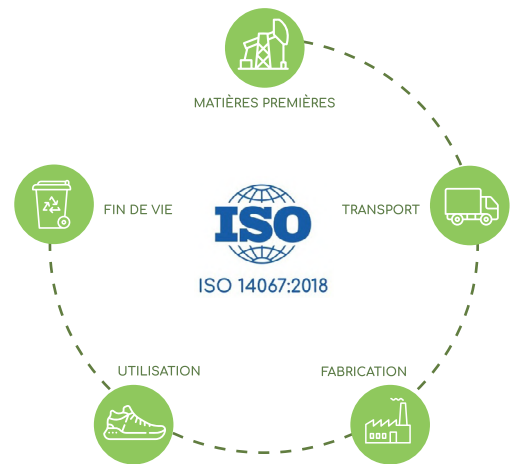 MATIÈRES PREMIÈRES
FIN DE VIE
ISO
TRANSPORT
ISO 14067:2018
UTILISATION
FABRICATION